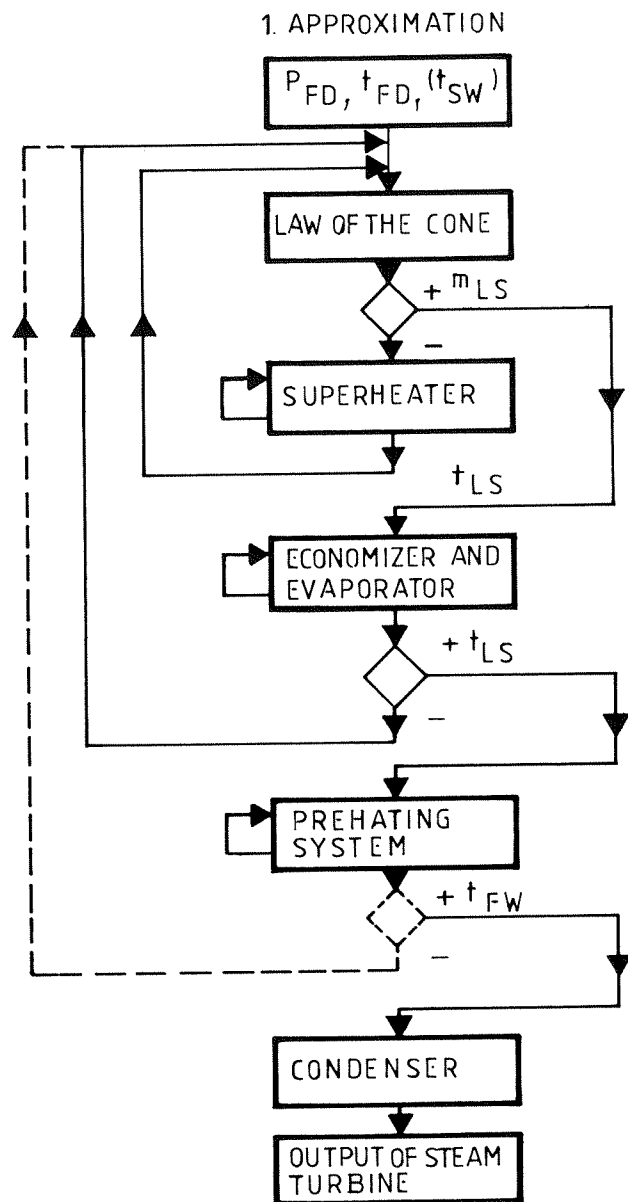 1. APPROXIMATION
P FD, t FD, (t SW)
LAW OF THE CONE
+ m LS
−
SUPERHEATER
t LS
ECONOMIZER AND
EVAPORATOR
+ t LS
−
PREHATING
SYSTEM
+ t FW
−
CONDENSER
OUTPUT OF STEAM
TURBINE